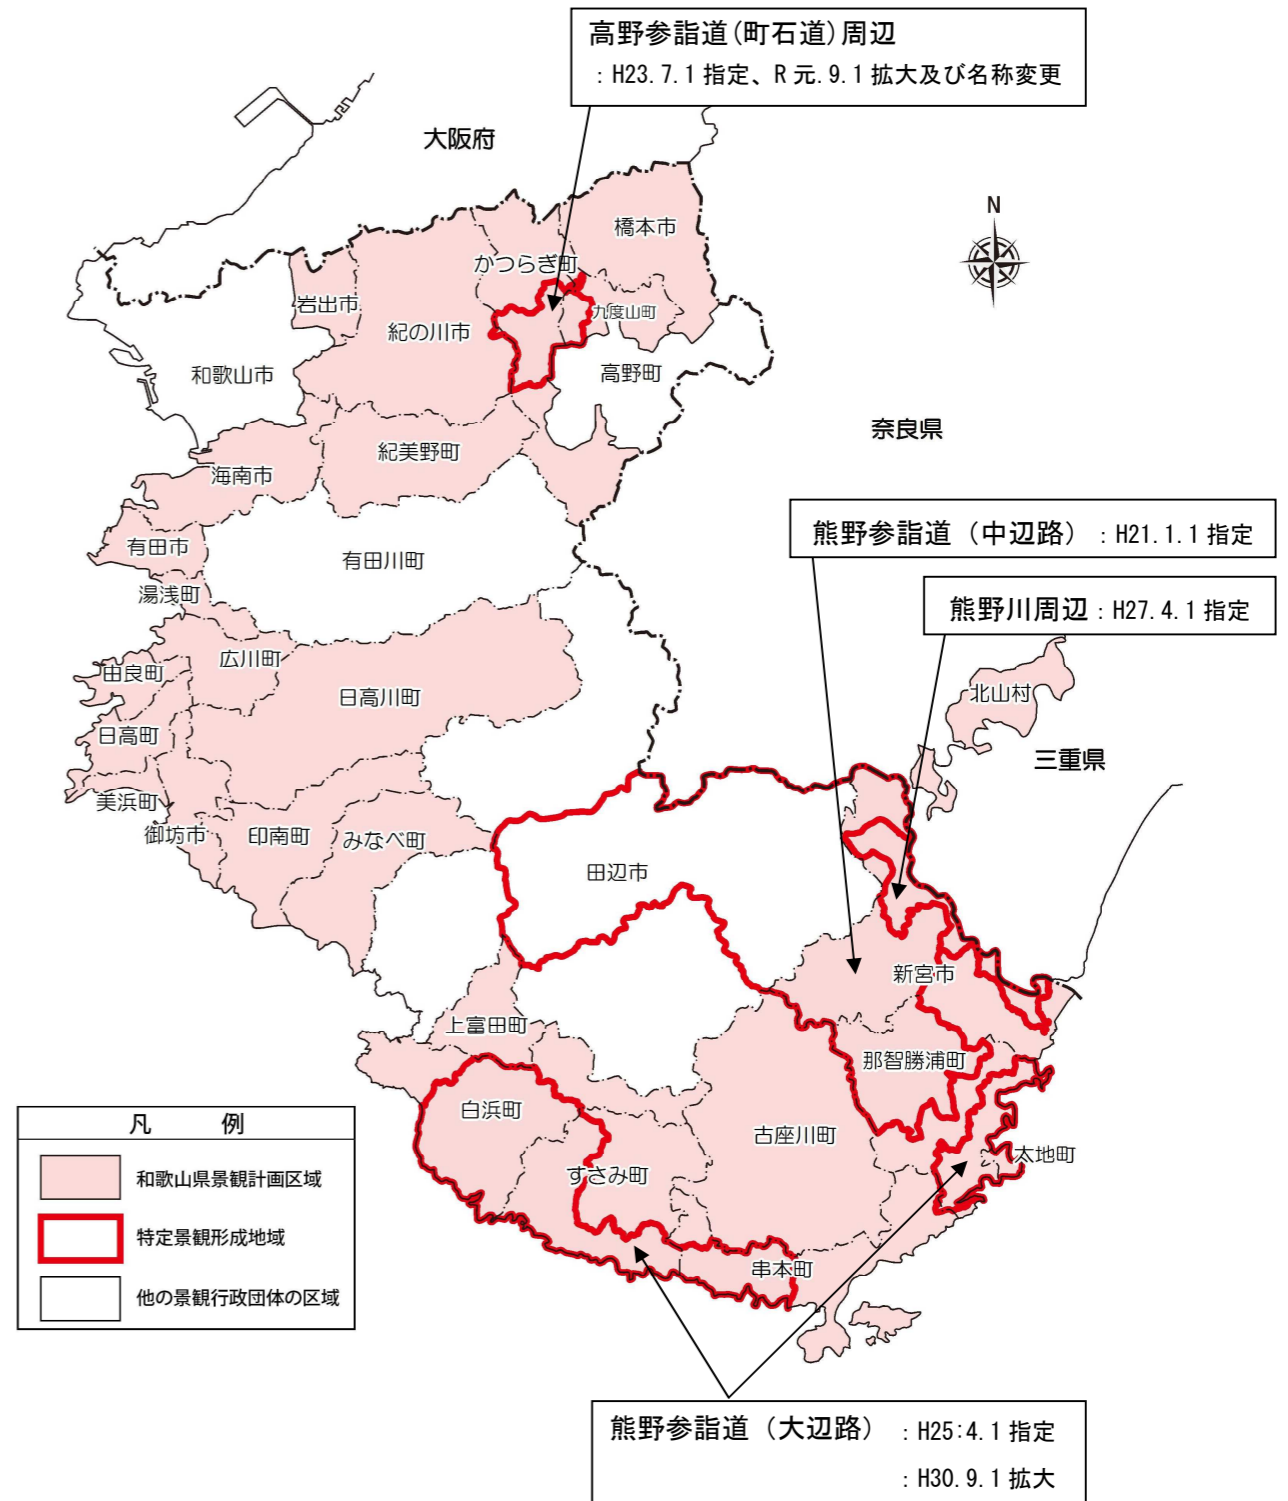 高野参詣道(町石道)周辺
：H23.7.1 指定、R 元.9.1 拡大及び名称変更
大阪府
N
橋本市
かつらぎ町
岩出市
九度山町
紀の川市
和歌山市
高野町
奈良県
紀美野町
海南市
熊野参詣道（中辺路）：H21.1.1 指定
有田市
有田川町
湯浅町
熊野川周辺：H27.4.1 指定
広川町
由良町
北山村
日高川町
日高町
三重県
美浜町
御坊市
印南町
みなべ町
田辺市
新宮市
上富田町
那智勝浦町
白浜町
古座川町
太地町
すさみ町
串本町
凡　例
和歌山県景観計画区域
特定景観形成地域
他の景観行政団体の区域
熊野参詣道（大辺路）：H25:4.1 指定
：H30.9.1 拡大